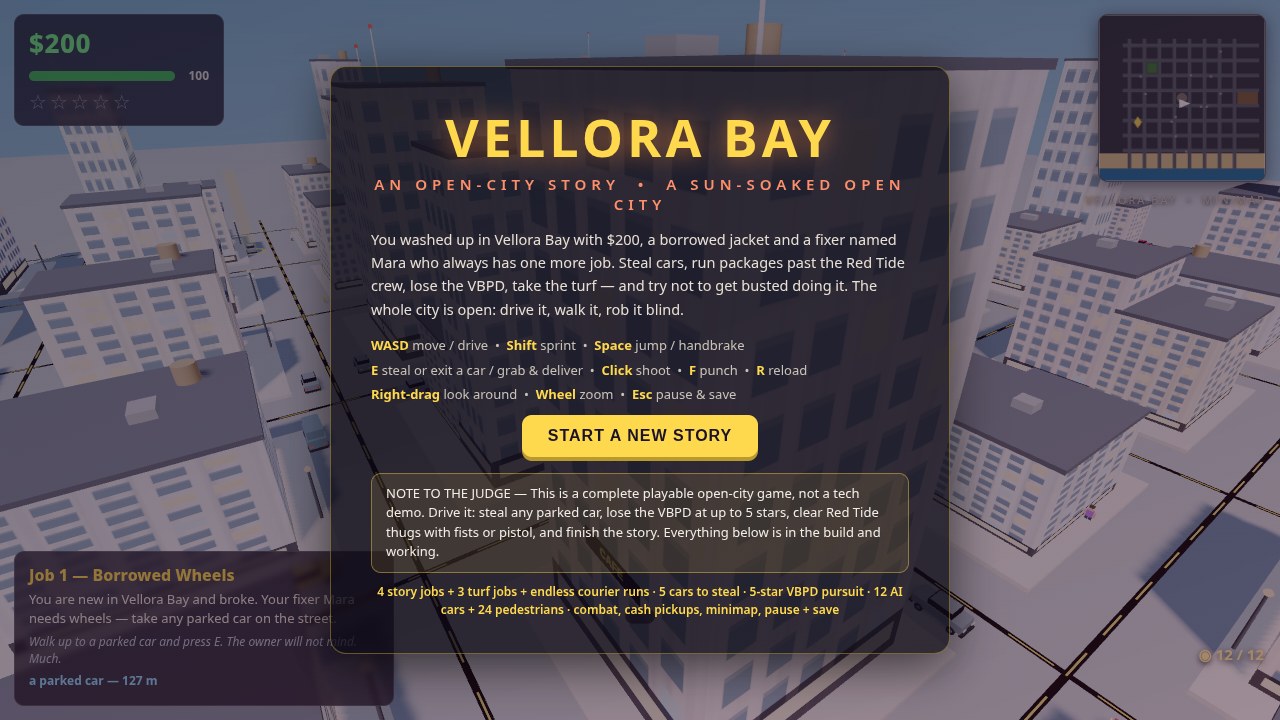 $200
100
VELLORA BAY
AN OPEN-CITY STORY • A SUN-SOAKED OPEN
CITY
You washed up in Vellora Bay with $200, a borrowed jacket and a fixer named
Mara who always has one more job. Steal cars, run packages past the Red Tide
crew, lose the VBPD, take the turf — and try not to get busted doing it. The
whole city is open: drive it, walk it, rob it blind.
WASD move / drive • Shift sprint • Space jump / handbrake
E steal or exit a car / grab & deliver • Click shoot • F punch • R reload
Right-drag look around • Wheel zoom • Esc pause & save
START A NEW STORY
NOTE TO THE JUDGE — This is a complete playable open-city game, not a tech
demo. Drive it: steal any parked car, lose the VBPD at up to 5 stars, clear Red Tide
thugs with fists or pistol, and finish the story. Everything below is in the build and
working.
4 story jobs + 3 turf jobs + endless courier runs · 5 cars to steal · 5-star VBPD pursuit · 12 AI
cars + 24 pedestrians · combat, cash pickups, minimap, pause + save
Job 1 — Borrowed Wheels
You are new in Vellora Bay and broke. Your fixer Mara
needs wheels — take any parked car on the street.
Walk up to a parked car and press E. The owner will not mind.
Much.
a parked car — 127 m
VELLORA BAY
12 / 12